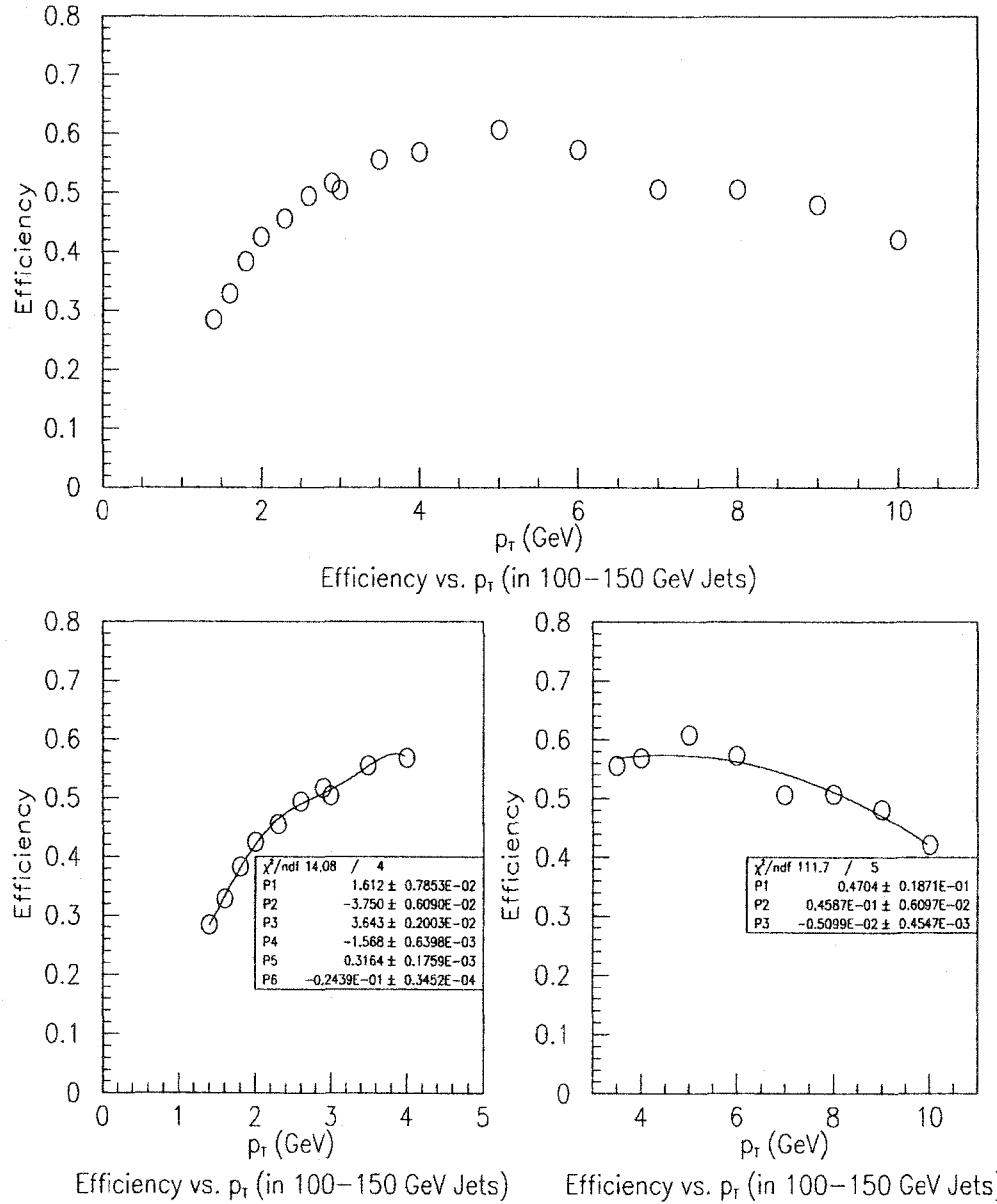 0.8
0.7
0.6
0.5
0.4
0.3
0.2
0.1
0
Efficiency
2 4 6 8 10
p_T (GeV)
Efficiency vs. p_T (in 100-150 GeV Jets)
0.8
0.7
0.6
0.5
0.4
0.3
0.2
0.1
0
Efficiency
χ²/ndf 14.08 / 4
P1 1.612 ± 0.7853E-02
P2 -3.750 ± 0.6090E-02
P3 3.643 ± 0.2003E-02
P4 -1.568 ± 0.6398E-03
P5 0.3164 ± 0.1759E-03
P6 -0.2439E-01 ± 0.3452E-04
0 1 2 3 4 5
p_T (GeV)
Efficiency vs. p_T (in 100-150 GeV Jets)
0.8
0.7
0.6
0.5
0.4
0.3
0.2
0.1
0
Efficiency
χ²/ndf 111.7 / 5
P1 0.4704 ± 0.1871E-01
P2 0.4587E-01 ± 0.6097E-02
P3 -0.5099E-02 ± 0.4547E-03
4 6 8 10
p_T (GeV)
Efficiency vs. p_T (in 100-150 GeV Jets)